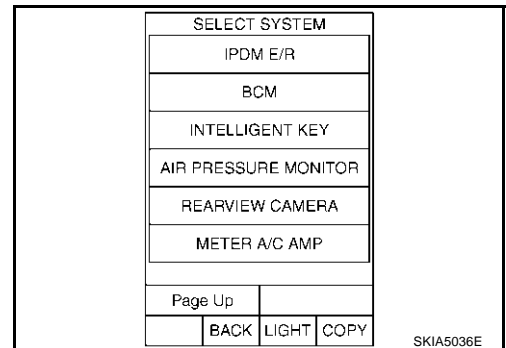 SELECT SYSTEM
IPDM E/R
BCM
INTELLIGENT KEY
AIR PRESSURE MONITOR
REARVIEW CAMERA
METER A/C AMP
Page Up
BACK LIGHT COPY
SKIA5036E